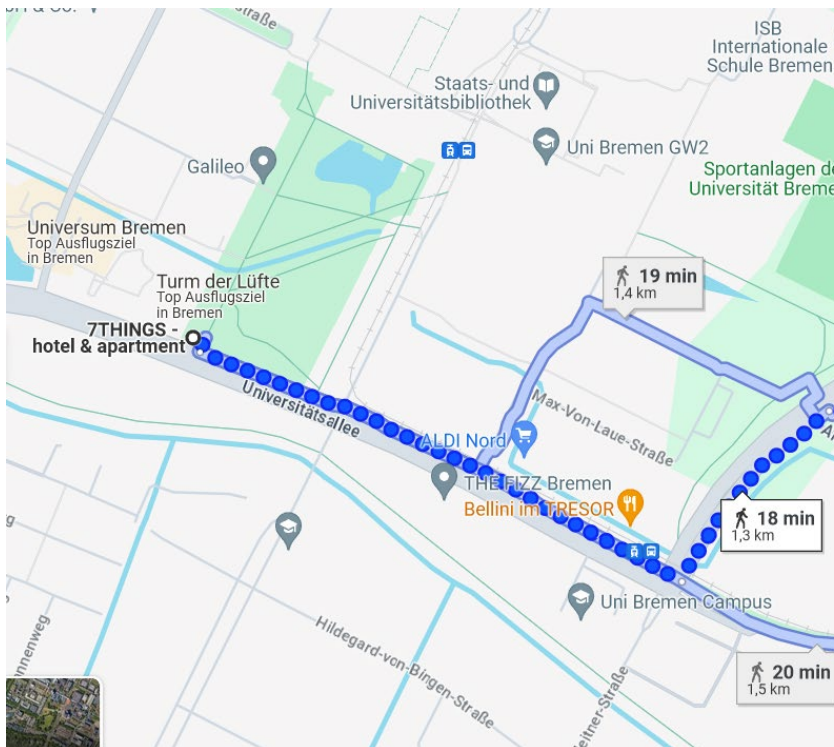 ISB
Internationale
Schule Bremen
Staats- und
Universitätsbibliothek
Uni Bremen GW2
Galileo
Sportanlagen de
Universität Breme
Universum Bremen
Top Ausflugsziel
in Bremen
Turm der Lüfte
Top Ausflugsziel
in Bremen
19 min
1,4 km
7THINGS -
hotel & apartment
Universitätsallee
Max-Von-Laue-Straße
ALDI Nord
THE FIZZ Bremen
Bellini im TRESOR
18 min
1,3 km
Uni Bremen Campus
Hildegard-von-Bingen-Straße
20 min
1,5 km